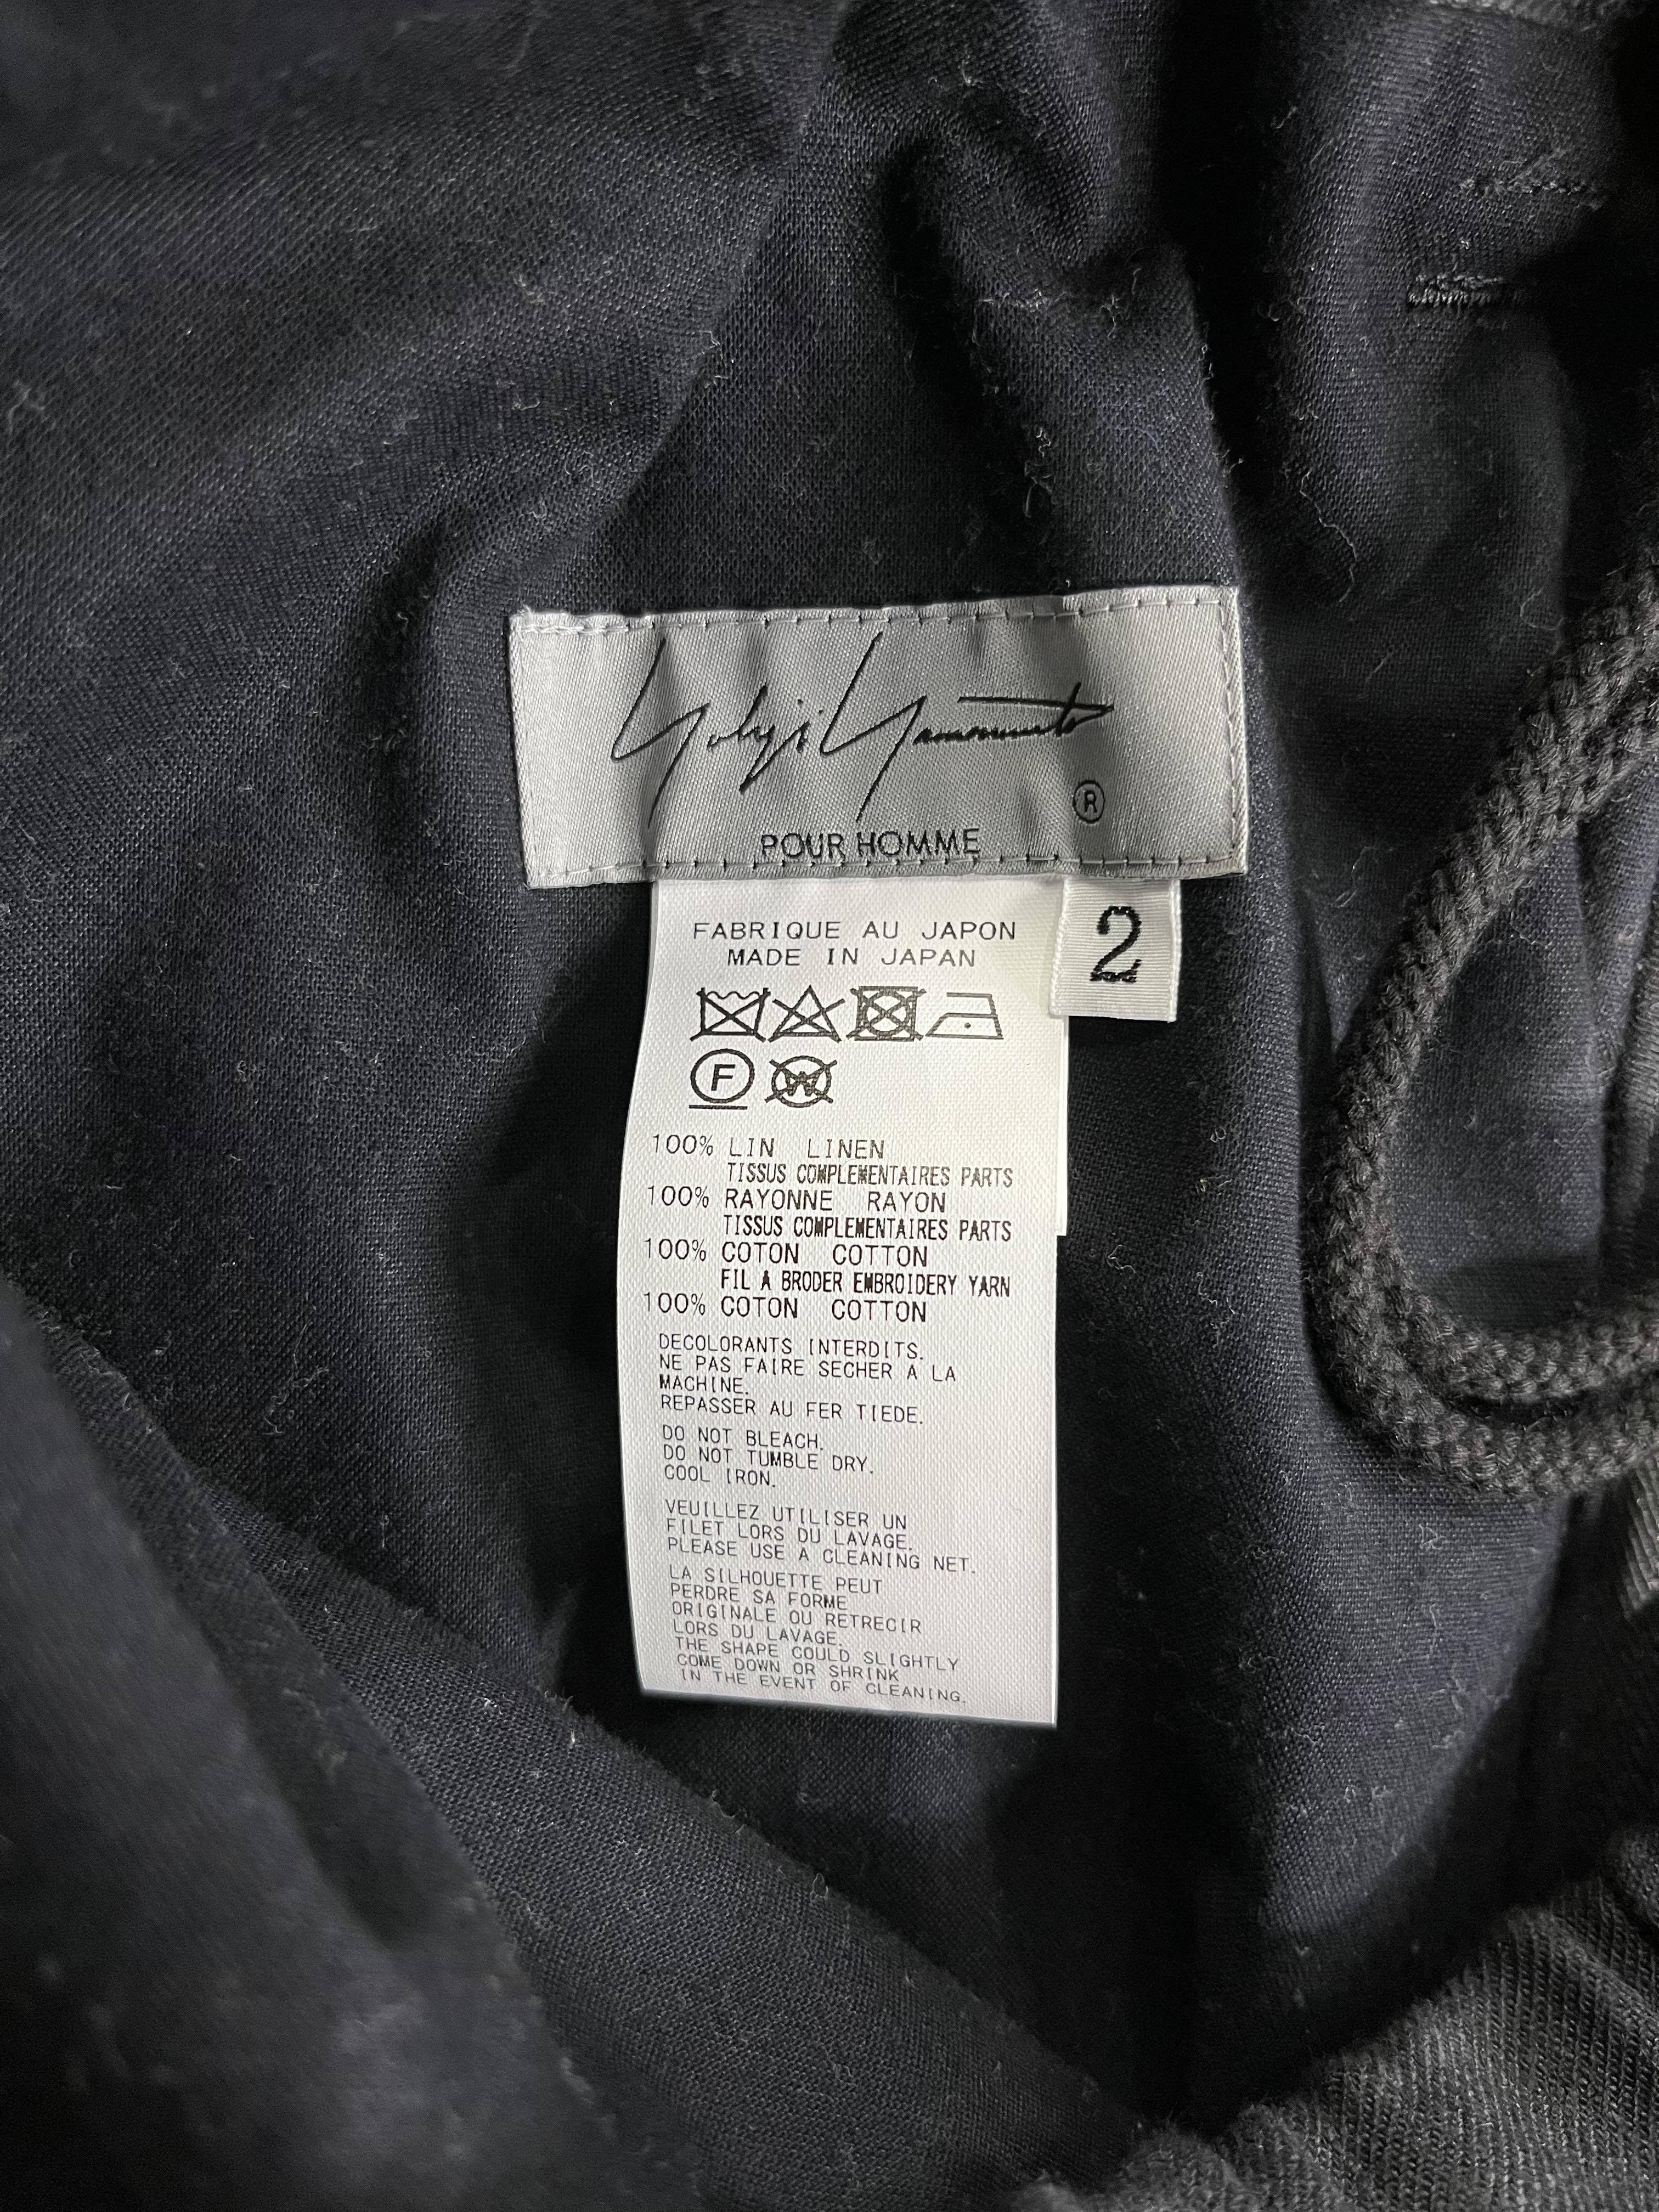 Yohji Yamamoto
®
POUR HOMME
2
FABRIQUE AU JAPON
MADE IN JAPAN
F W
100% LIN LINEN
TISSUS COMPLEMENTAIRES PARTS
100% RAYONNE RAYON
TISSUS COMPLEMENTAIRES PARTS
100% COTON COTTON
FIL A BRODER EMBROIDERY YARN
100% COTON COTTON
DECOLORANTS INTERDITS.
NE PAS FAIRE SECHER A LA
MACHINE.
REPASSER AU FER TIEDE.
DO NOT BLEACH.
DO NOT TUMBLE DRY.
COOL IRON.
VEUILLEZ UTILISER UN
FILET LORS DU LAVAGE.
PLEASE USE A CLEANING NET.
LA SILHOUETTE PEUT
PERDRE SA FORME
ORIGINALE OU RETRECIR
LORS DU LAVAGE.
THE SHAPE COULD SLIGHTLY
COME DOWN OR SHRINK
IN THE EVENT OF CLEANING.